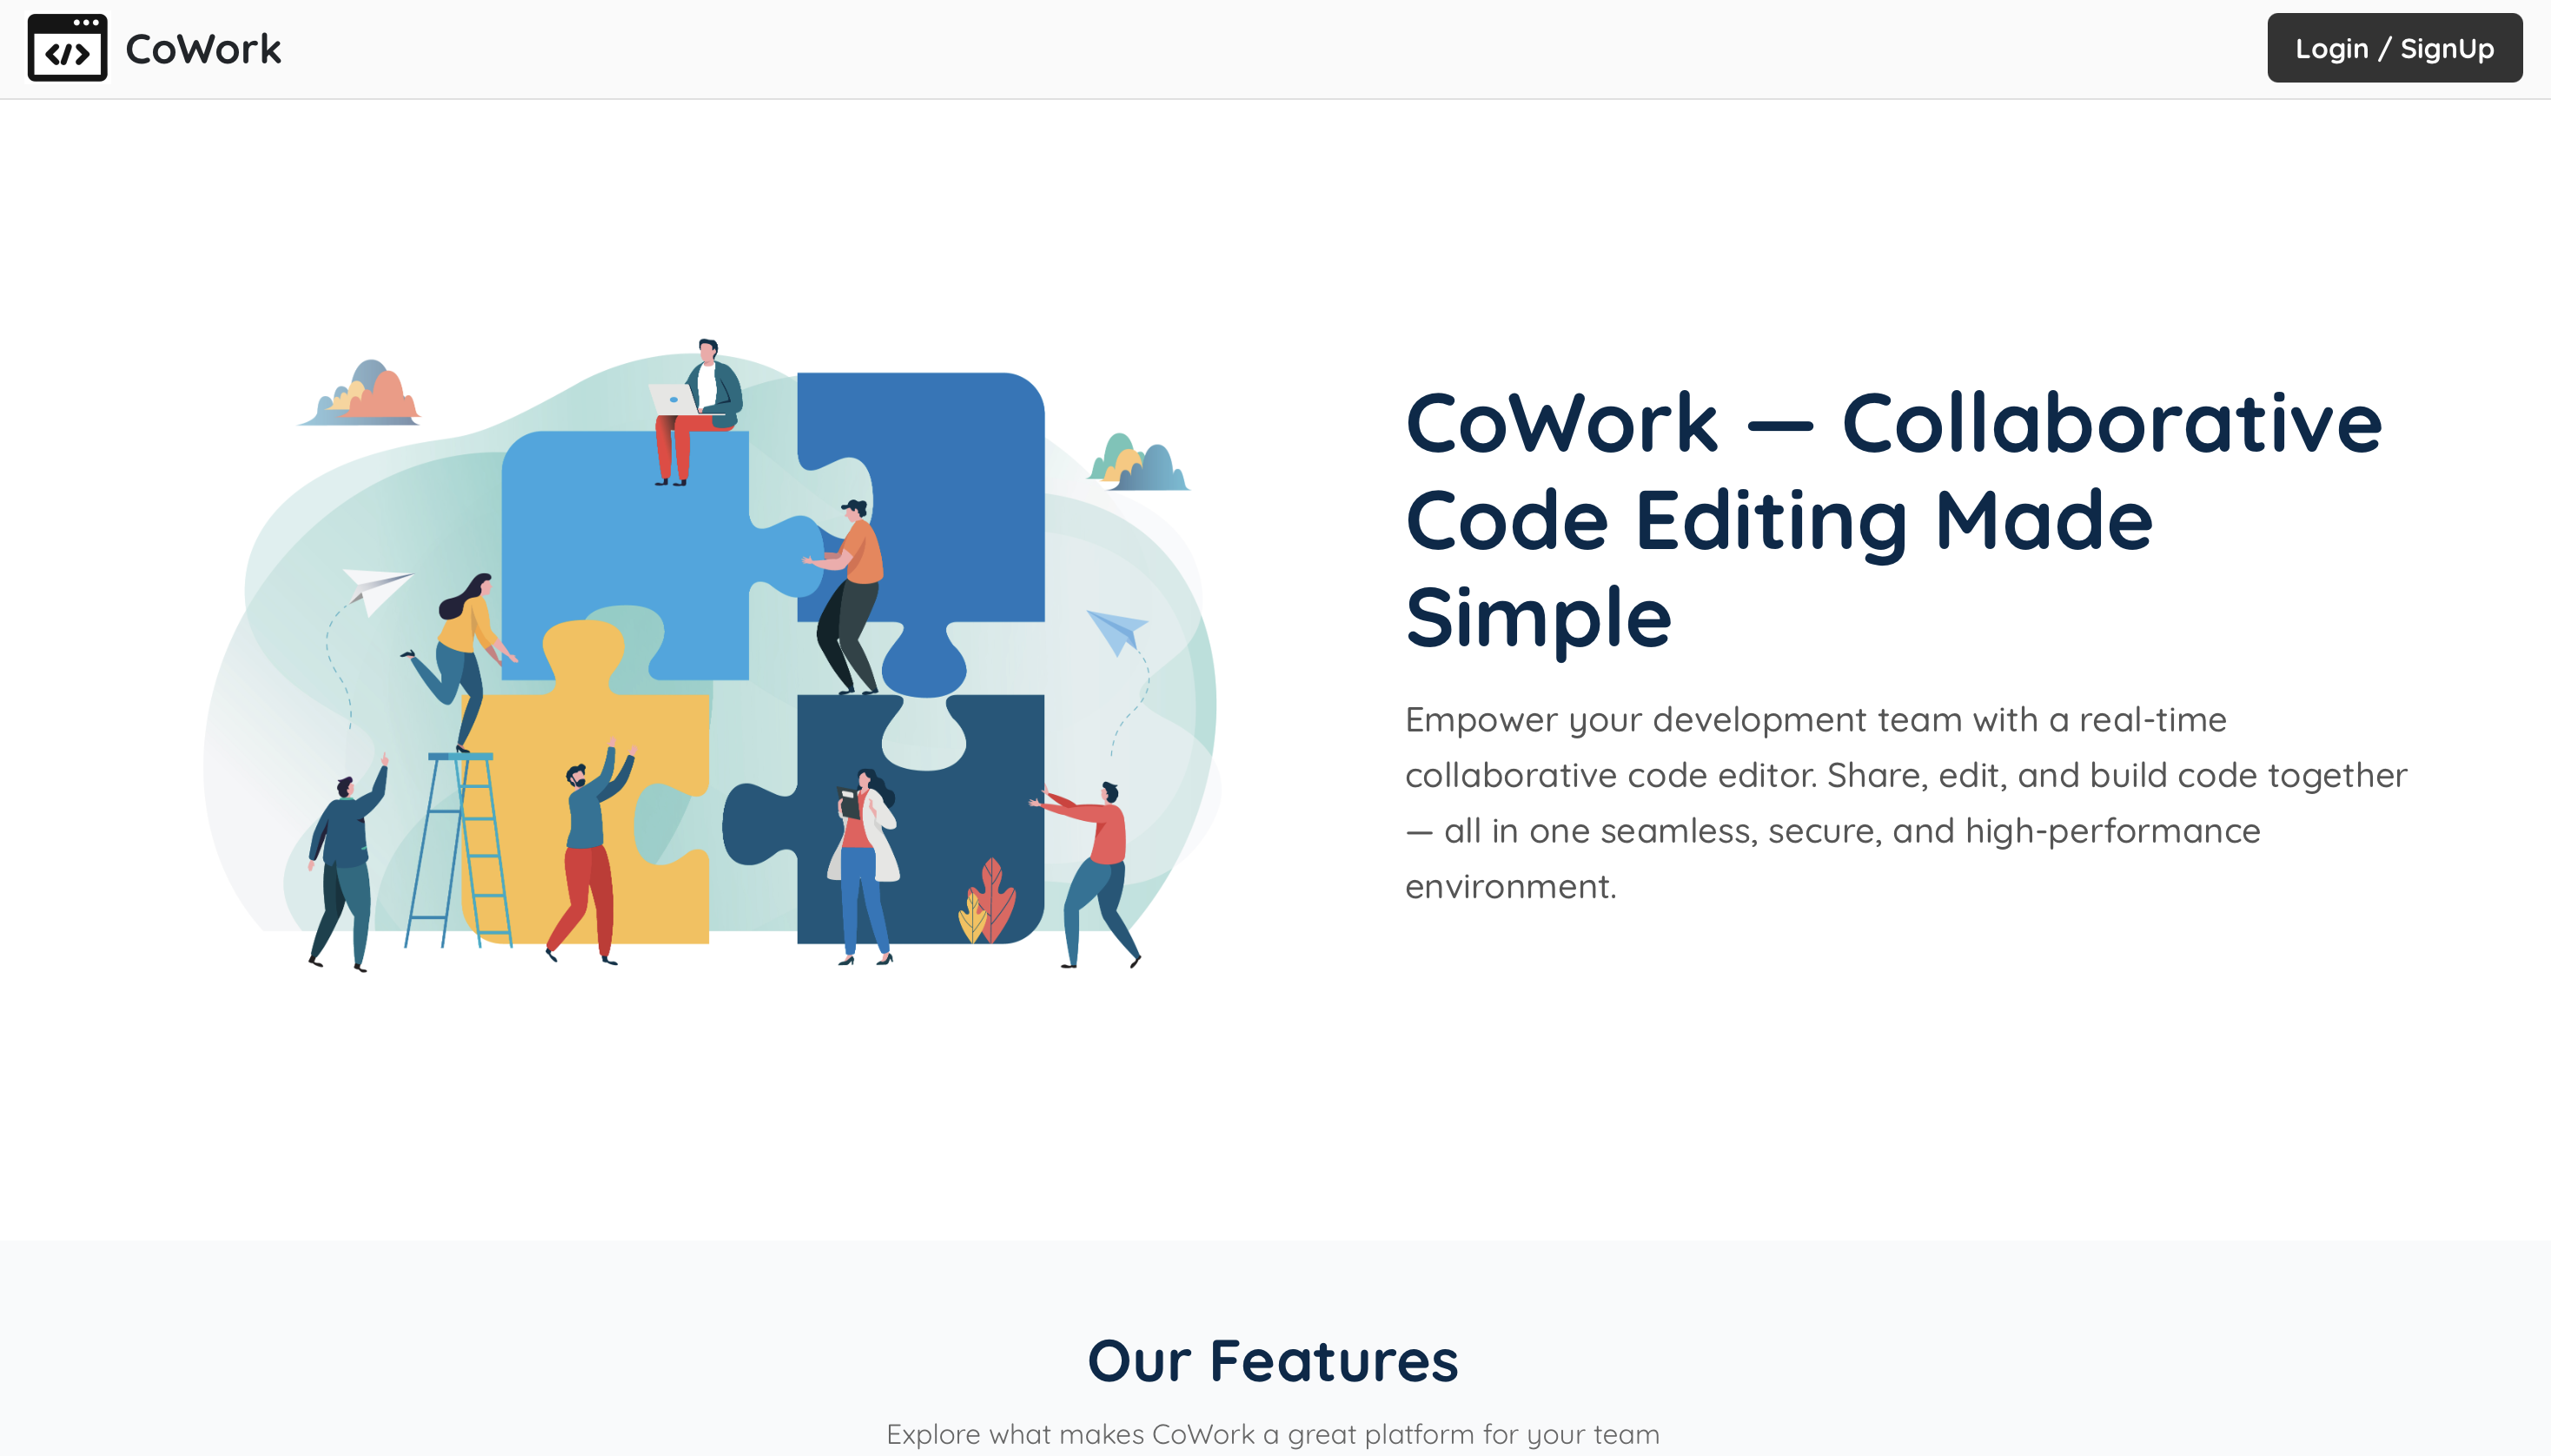 CoWork
Login / SignUp
CoWork — Collaborative
Code Editing Made
Simple
Empower your development team with a real-time
collaborative code editor. Share, edit, and build code together
— all in one seamless, secure, and high-performance
environment.
Our Features
Explore what makes CoWork a great platform for your team